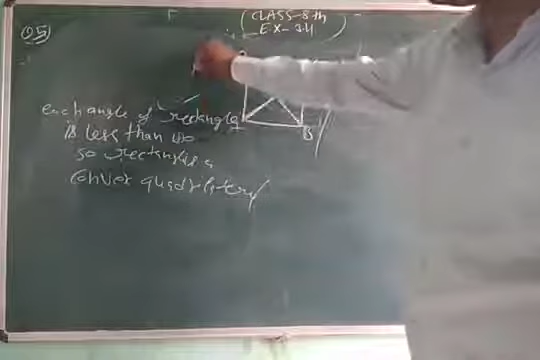 (CLASS-8th
EX-3.4)
Q5)
each angle of rectangle
is less than 180
so rectangle is a
convex quadrilateral
B